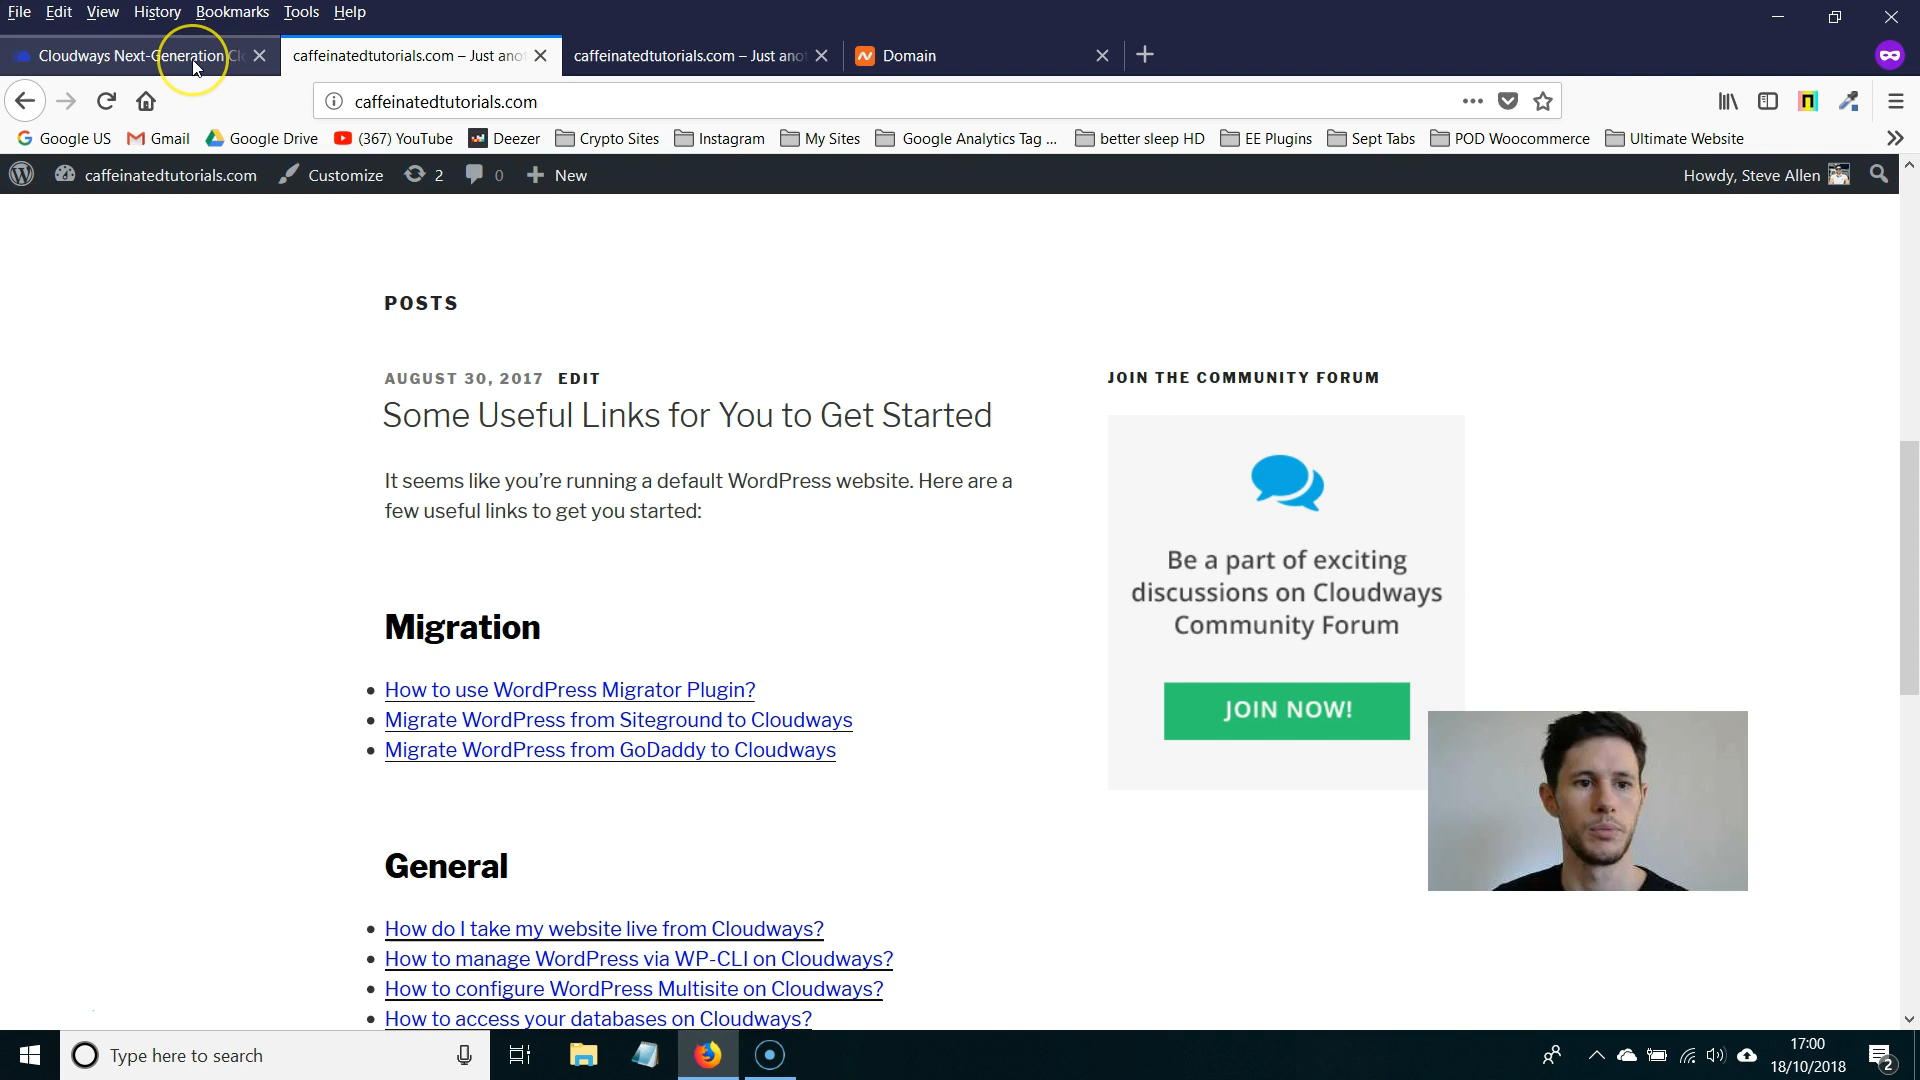 File Edit View History Bookmarks Tools Help
Cloudways Next-Generation Cl
caffeinatedtutorials.com – Just ano
caffeinatedtutorials.com – Just ano
Domain
caffeinatedtutorials.com
Google US Gmail Google Drive (367) YouTube Deezer Crypto Sites Instagram My Sites Google Analytics Tag ... better sleep HD EE Plugins Sept Tabs POD Woocommerce Ultimate Website
caffeinatedtutorials.com Customize 2 0 New Howdy, Steve Allen
POSTS
AUGUST 30, 2017 EDIT
Some Useful Links for You to Get Started
It seems like you’re running a default WordPress website. Here are a
few useful links to get you started:
Migration
How to use WordPress Migrator Plugin?
Migrate WordPress from Siteground to Cloudways
Migrate WordPress from GoDaddy to Cloudways
General
How do I take my website live from Cloudways?
How to manage WordPress via WP-CLI on Cloudways?
How to configure WordPress Multisite on Cloudways?
How to access your databases on Cloudways?
JOIN THE COMMUNITY FORUM
Be a part of exciting
discussions on Cloudways
Community Forum
JOIN NOW!
Type here to search
17:00
18/10/2018
2